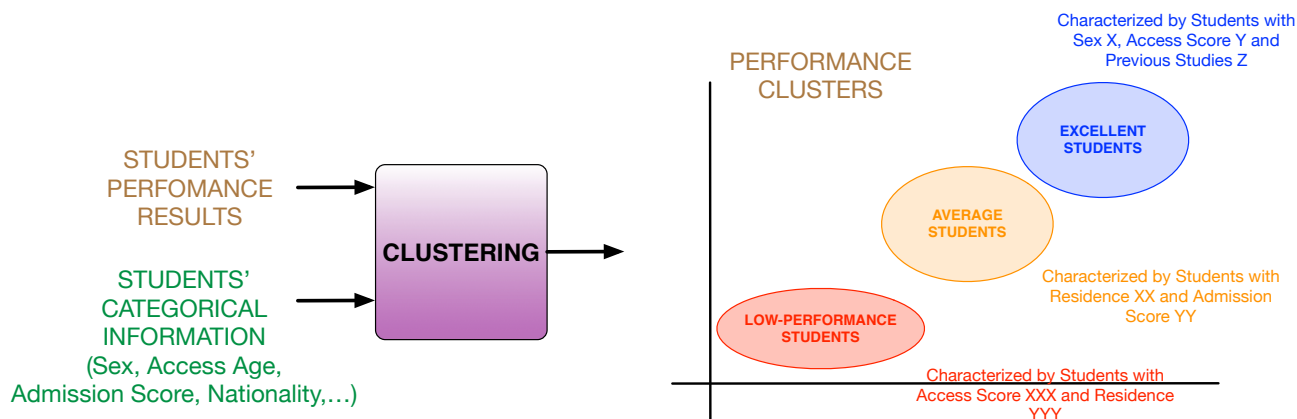 STUDENTS'
PERFOMANCE
RESULTS
STUDENTS'
CATEGORICAL
INFORMATION
(Sex, Access Age,
Admission Score, Nationality,...)
CLUSTERING
PERFORMANCE
CLUSTERS
Characterized by Students with
Sex X, Access Score Y and
Previous Studies Z
EXCELLENT
STUDENTS
AVERAGE
STUDENTS
Characterized by Students with
Residence XX and Admission
Score YY
LOW-PERFORMANCE
STUDENTS
Characterized by Students with
Access Score XXX and Residence
YYY